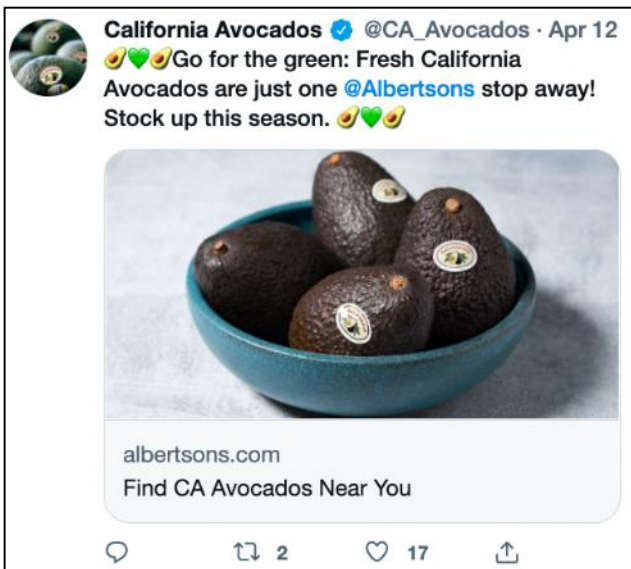 California Avocados @CA_Avocados · Apr 12
🥑💚🥑Go for the green: Fresh California
Avocados are just one @Albertsons stop away!
Stock up this season. 🥑💚🥑
albertsons.com
Find CA Avocados Near You
2 17